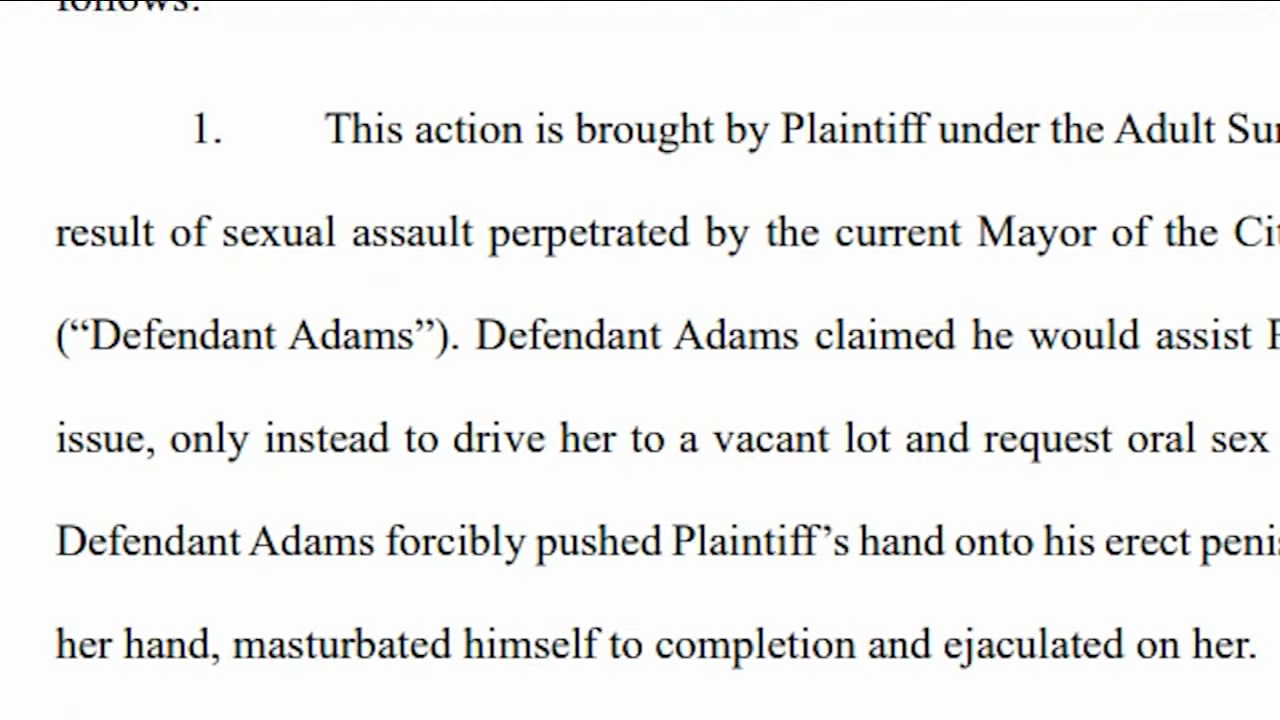 follows:
1. This action is brought by Plaintiff under the Adult
result of sexual assault perpetrated by the current Mayor of the
(“Defendant Adams”). Defendant Adams claimed he would assist
issue, only instead to drive her to a vacant lot and request oral sex
Defendant Adams forcibly pushed Plaintiff’s hand onto his erect
her hand, masturbated himself to completion and ejaculated on her.